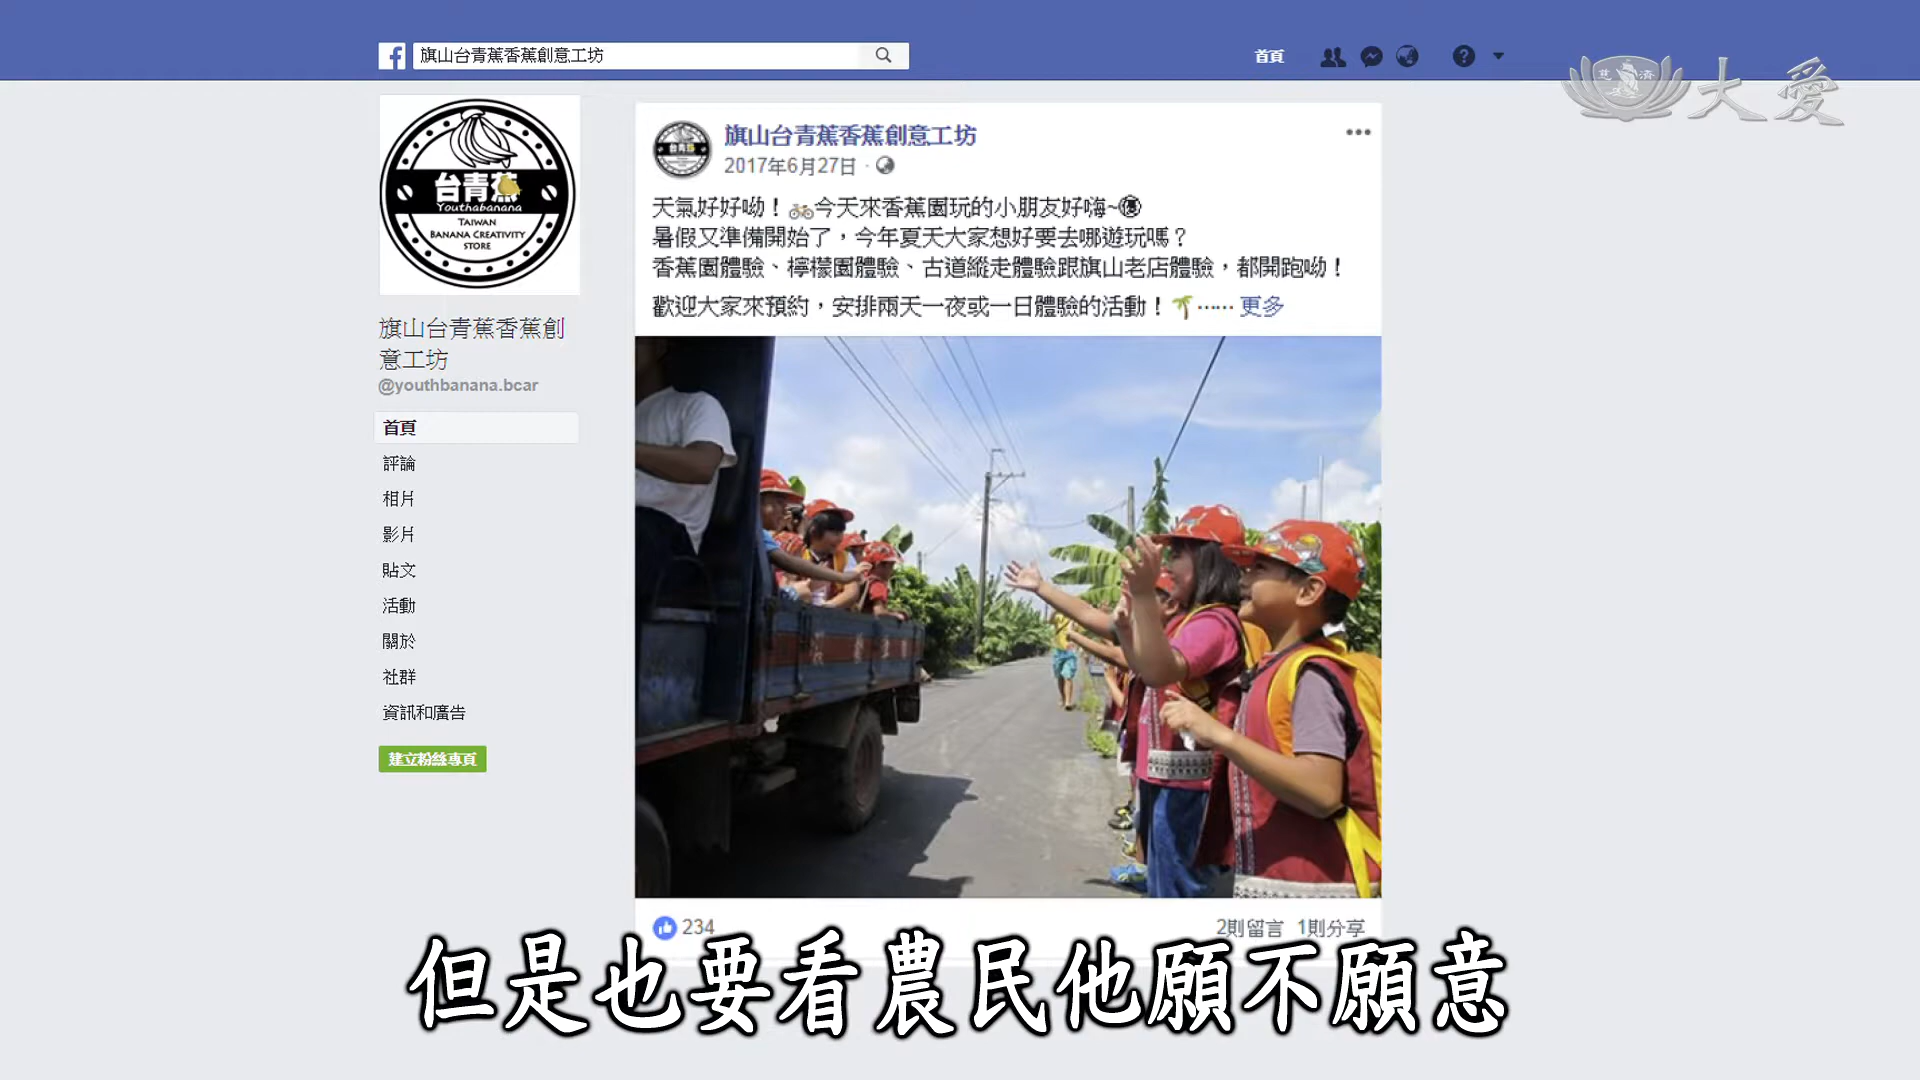 旗山台青蕉香蕉創意工坊
首頁
大愛
慈濟
台青蕉
Youthabanana
TAIWAN
BANANA CREATIVITY
STORE
旗山台青蕉香蕉創
意工坊
@youthbanana.bcar
首頁
評論
相片
影片
貼文
活動
關於
社群
資訊和廣告
建立粉絲專頁
台青蕉
旗山台青蕉香蕉創意工坊
2017年6月27日
天氣好好呦！今天來香蕉園玩的小朋友好嗨~
暑假又準備開始了，今年夏天大家想好要去哪遊玩嗎？
香蕉園體驗、檸檬園體驗、古道縱走體驗跟旗山老店體驗，都開跑呦！
歡迎大家來預約，安排兩天一夜或一日體驗的活動！…… 更多
234
2則留言 1則分享
但是也要看農民他願不願意